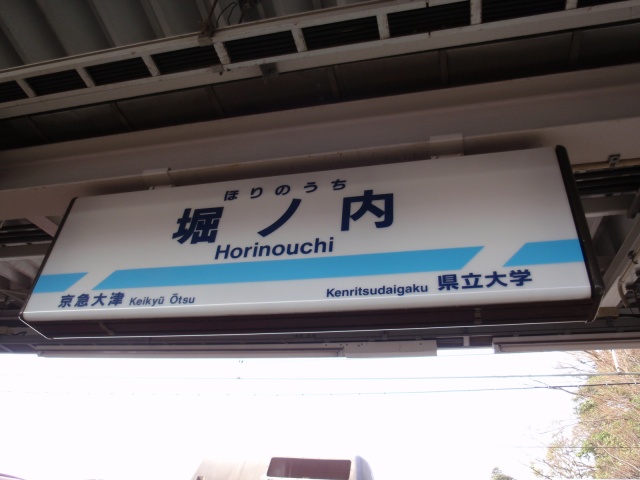 ほりのうち
堀ノ内
Horinouchi
京急大津 Keikyū Ōtsu
Kenritsudaigaku 県立大学